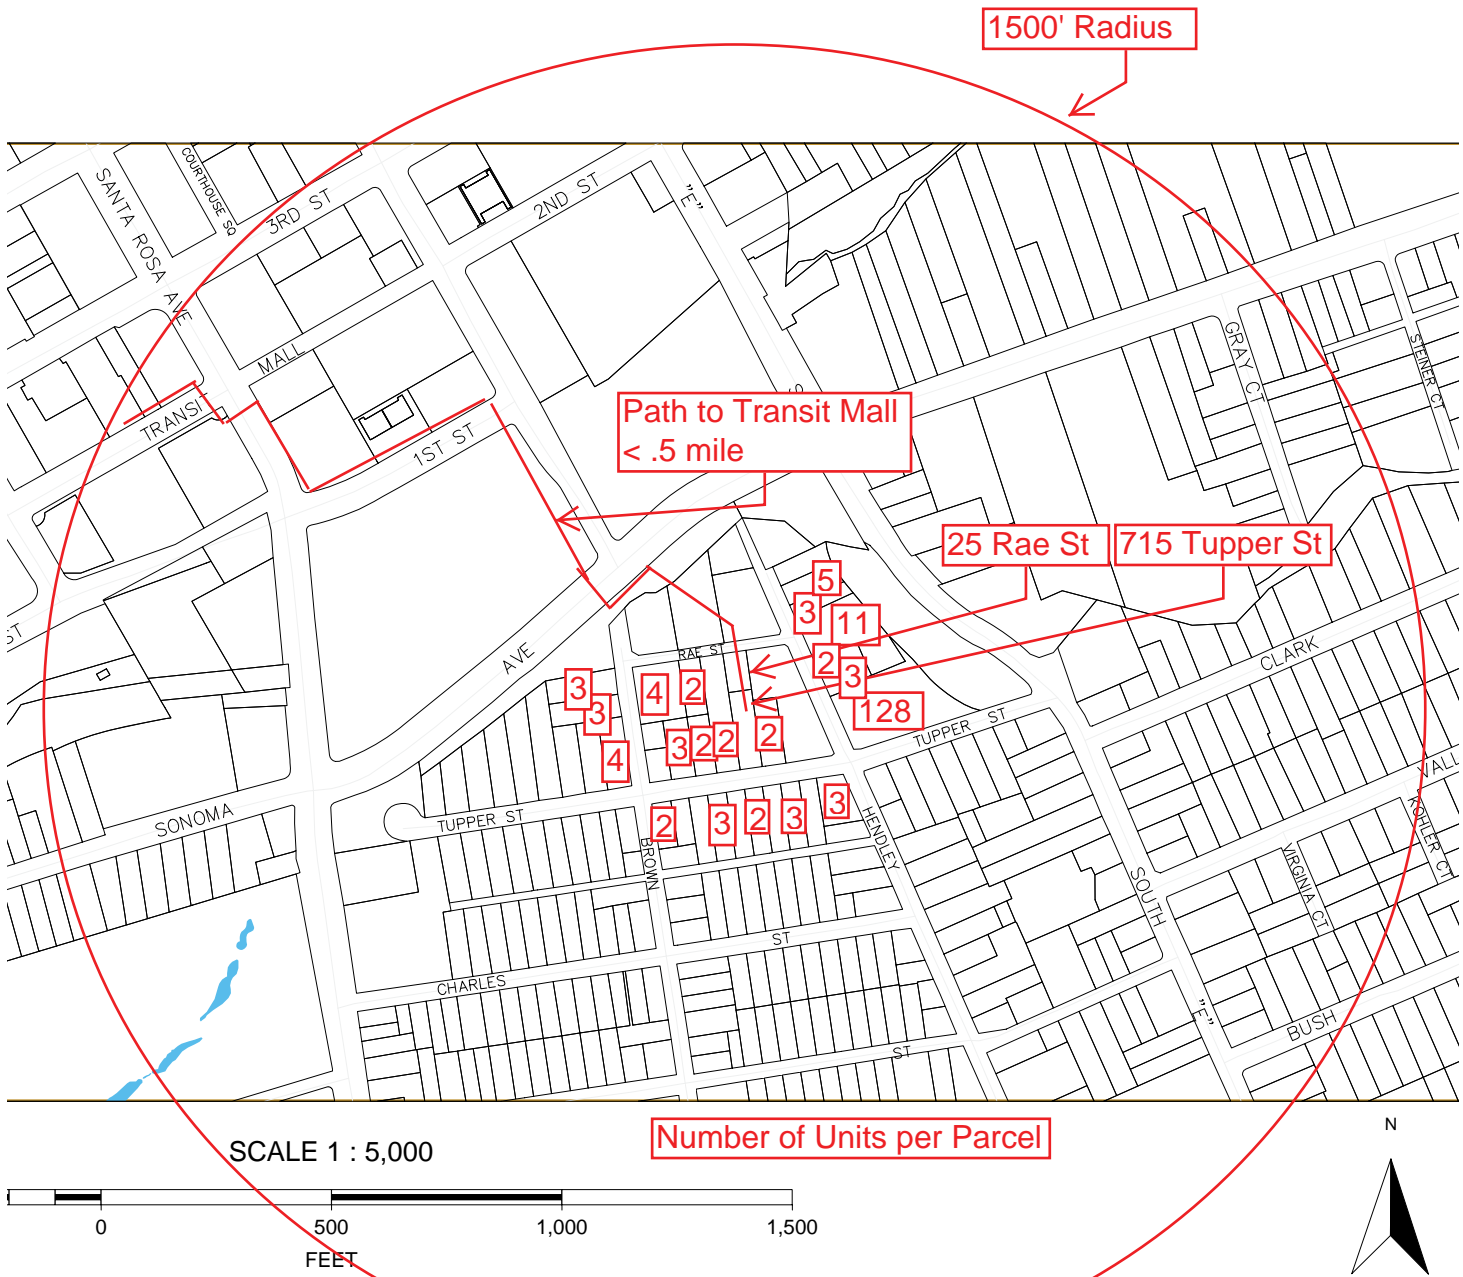 1500' Radius
COURTHOUSE SQ
SANTA ROSA AVE
3RD ST
2ND ST
"E"
MALL
TRANSIT
1ST ST
Path to Transit Mall
< .5 mile
S
GRAY CT
STEINER CT
25 Rae St
715 Tupper St
ST
AVE
RAE ST
5
3
11
2
3
128
3
3
4
4
2
3
2
2
2
CLARK
TUPPER ST
SONOMA
TUPPER ST
2
3
2
3
3
HENDLEY
BROWN
KOHLER CT
VIRGINIA CT
SOUTH
ST
CHARLES
"E"
BUSH
ST
Number of Units per Parcel
SCALE 1 : 5,000
0 500 1,000 1,500
FEET
N